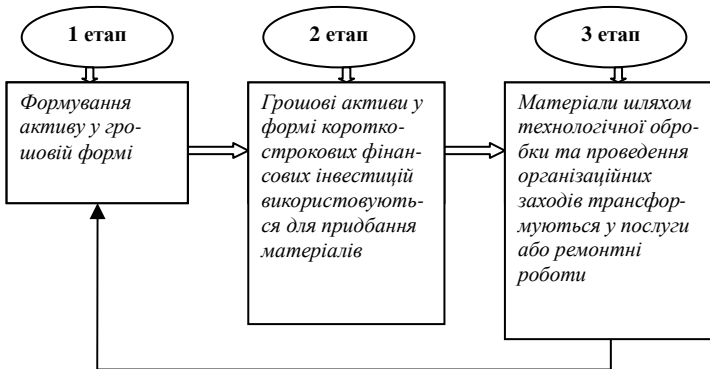 1 етап
2 етап
3 етап
Формування
активу у гро-
шовій формі
Грошові активи у
формі коротко-
строкових фінан-
сових інвестицій
використовують-
ся для придбання
матеріалів
Матеріали шляхом
технологічної обро-
бки та проведення
організаційних
заходів трансфор-
муються у послуги
або ремонтні
роботи